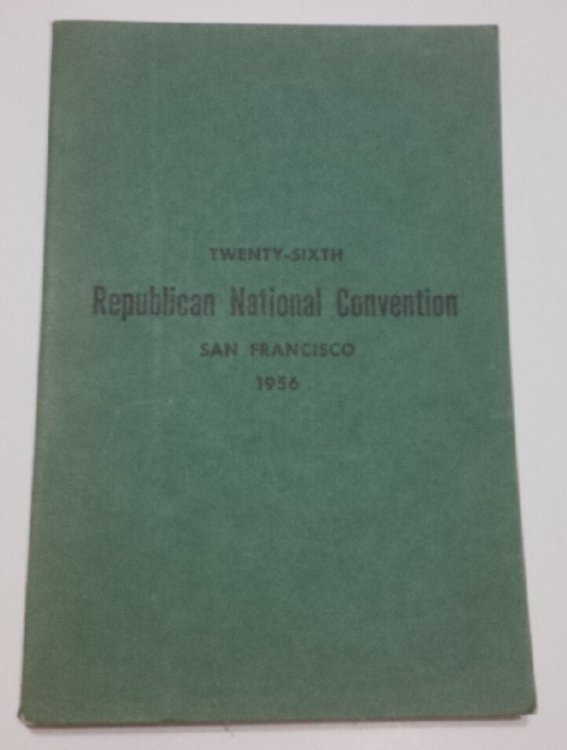 TWENTY-SIXTH
Republican National Convention
SAN FRANCISCO
1956